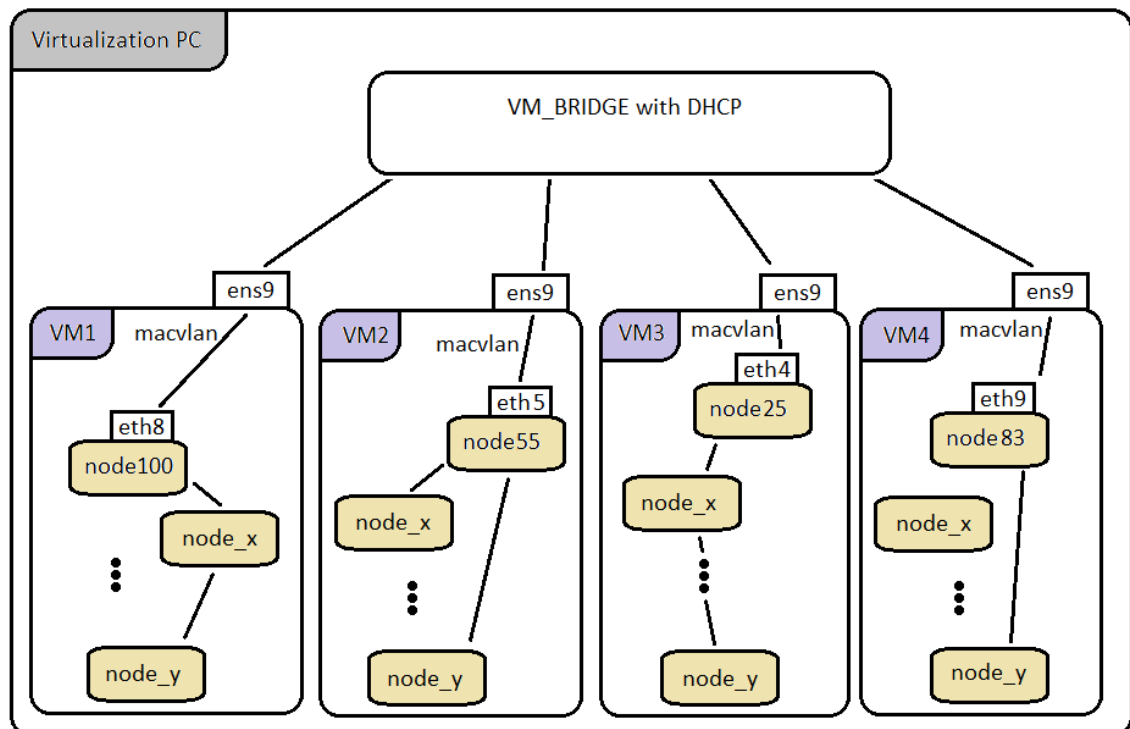 Virtualization PC
VM_BRIDGE with DHCP
ens9
ens9
ens9
ens9
VM1
macvlan
VM2
macvlan
VM3
macvlan
VM4
macvlan
eth8
node100
node_x
node_y
eth5
node55
node_x
node_y
eth4
node25
node_x
node_y
eth9
node83
node_x
node_y